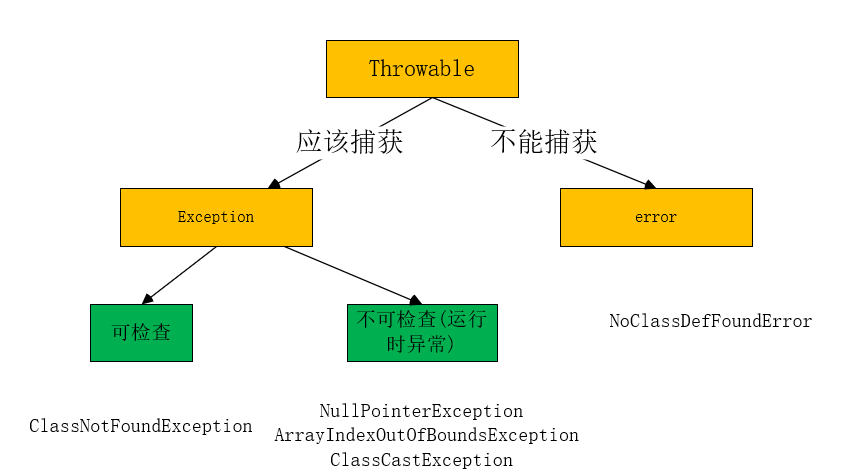 Throwable
应该捕获
不能捕获
Exception
error
可检查
不可检查(运行
时异常)
NoClassDefFoundError
ClassNotFoundException
NullPointerException
ArrayIndexOutOfBoundsException
ClassCastException